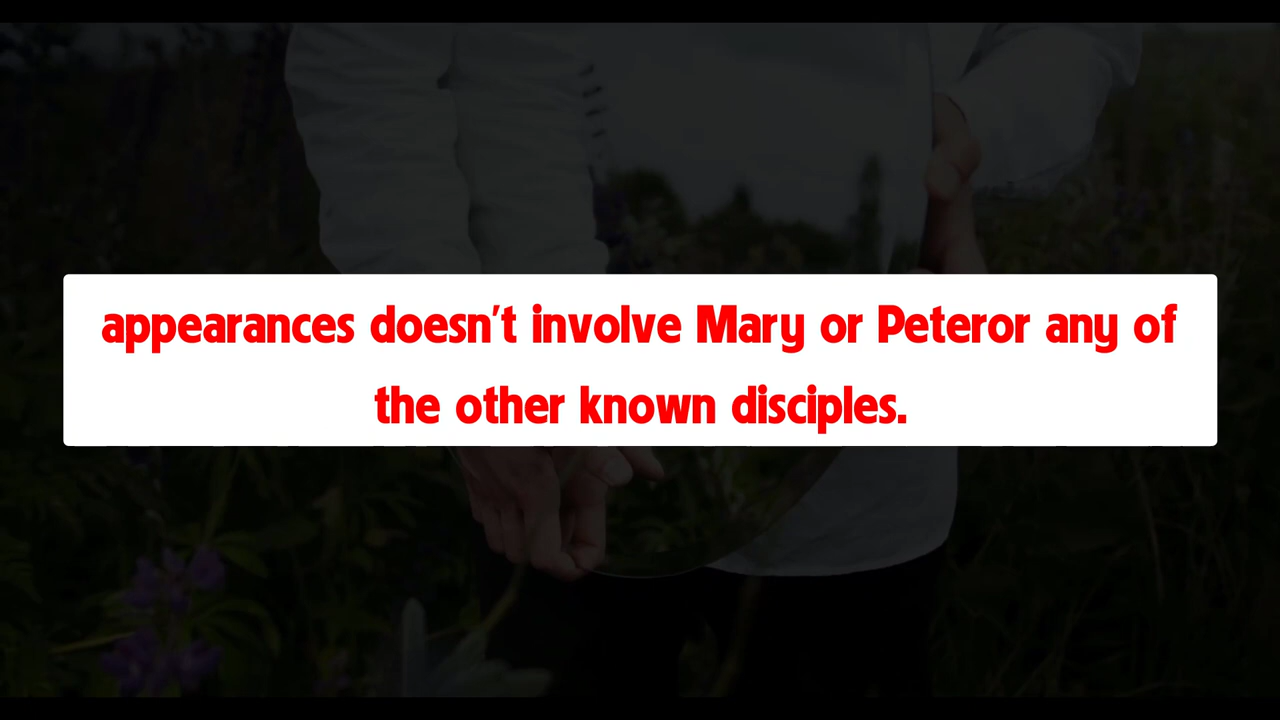 appearances doesn't involve Mary or Peteror any of
the other known disciples.